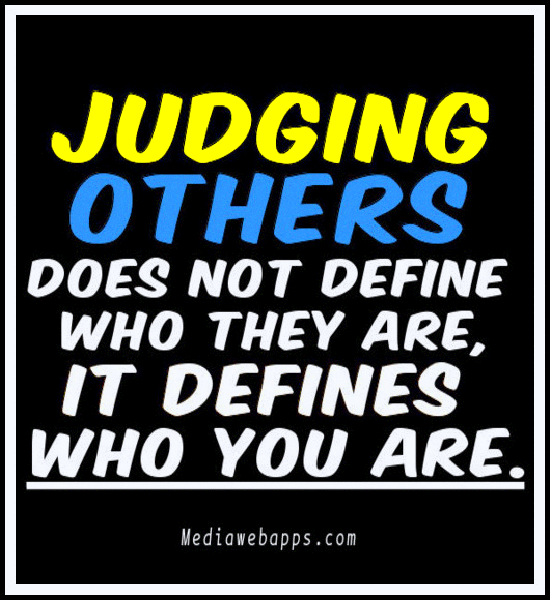 JUDGING
OTHERS
DOES NOT DEFINE
WHO THEY ARE,
IT DEFINES
WHO YOU ARE.
Mediawebapps.com